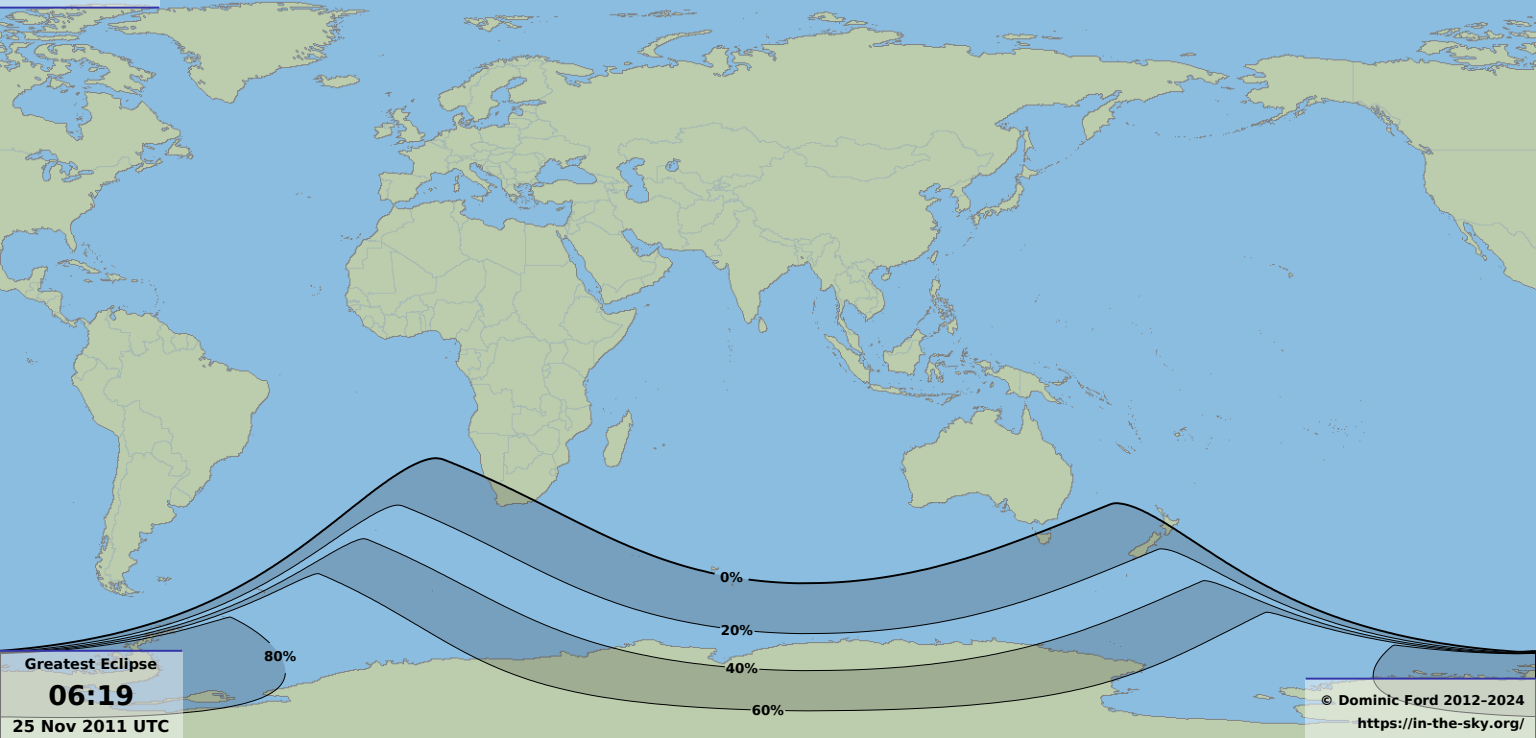 0%
20%
80%
40%
60%
Greatest Eclipse
06:19
25 Nov 2011 UTC
© Dominic Ford 2012–2024
https://in-the-sky.org/